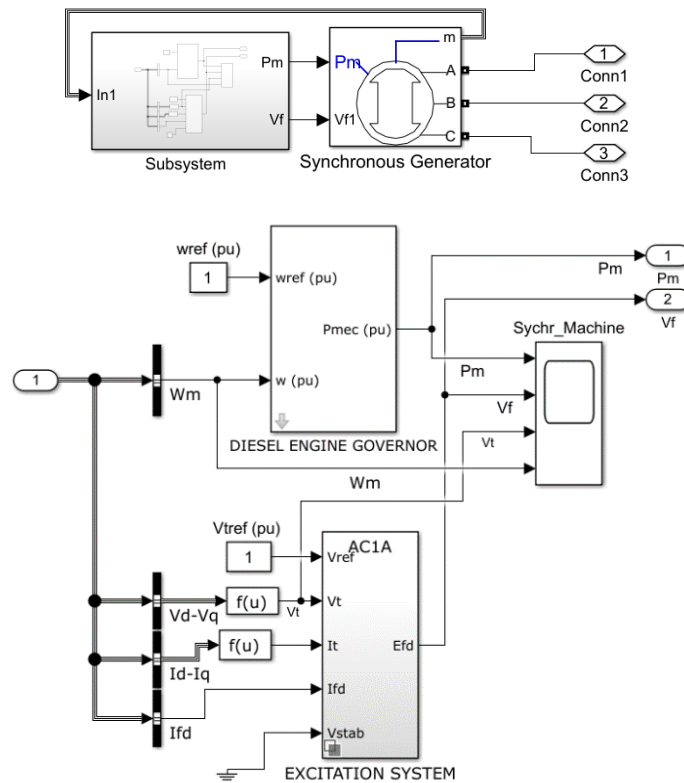 m
Pm
Pm
A
1
Conn1
In1
B
2
Conn2
Vf
Vf1
C
3
Conn3
Subsystem
Synchronous Generator
wref (pu)
1
wref (pu)
Pm
1
Pm
Pmec (pu)
2
Vf
Sychr_Machine
1
Wm
w (pu)
Pm
Vf
DIESEL ENGINE GOVERNOR
Vt
Wm
Vtref (pu)
AC1A
1
Vref
Vd-Vq
f(u)
Vt
Vt
Id-Iq
f(u)
It
Efd
Ifd
Ifd
Vstab
EXCITATION SYSTEM